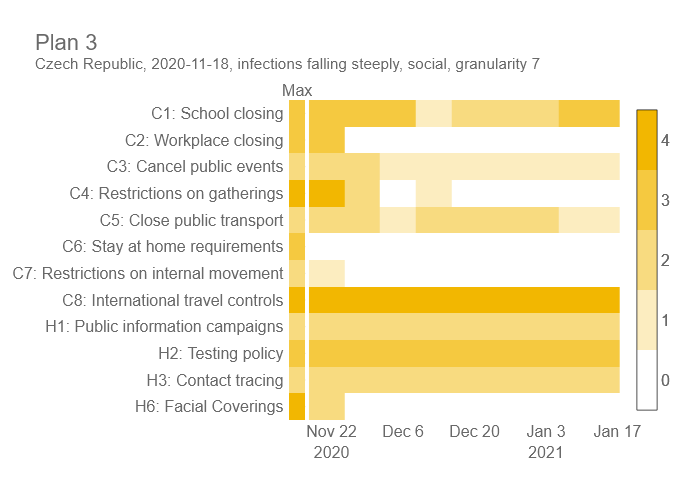 Plan 3
Czech Republic, 2020-11-18, infections falling steeply, social, granularity 7
Max
C1: School closing
C2: Workplace closing
C3: Cancel public events
C4: Restrictions on gatherings
C5: Close public transport
C6: Stay at home requirements
C7: Restrictions on internal movement
C8: International travel controls
H1: Public information campaigns
H2: Testing policy
H3: Contact tracing
H6: Facial Coverings
4
3
2
1
0
Nov 22 Dec 6 Dec 20 Jan 3 Jan 17
2020 2021